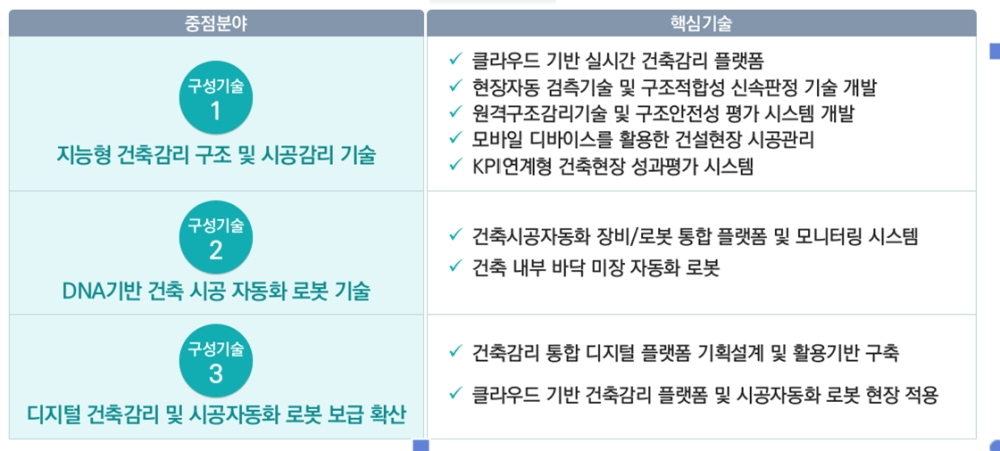 중점분야
핵심기술
구성기술
1
지능형 건축감리 구조 및 시공감리 기술
클라우드 기반 실시간 건축감리 플랫폼
현장자동 검측기술 및 구조적합성 신속판정 기술 개발
원격구조감리기술 및 구조안전성 평가 시스템 개발
모바일 디바이스를 활용한 건설현장 시공관리
KPI연계형 건축현장 성과평가 시스템
구성기술
2
DNA기반 건축 시공 자동화 로봇 기술
건축시공자동화 장비/로봇 통합 플랫폼 및 모니터링 시스템
건축 내부 바닥 미장 자동화 로봇
구성기술
3
디지털 건축감리 및 시공자동화 로봇 보급 확산
건축감리 통합 디지털 플랫폼 기획설계 및 활용기반 구축
클라우드 기반 건축감리 플랫폼 및 시공자동화 로봇 현장 적용